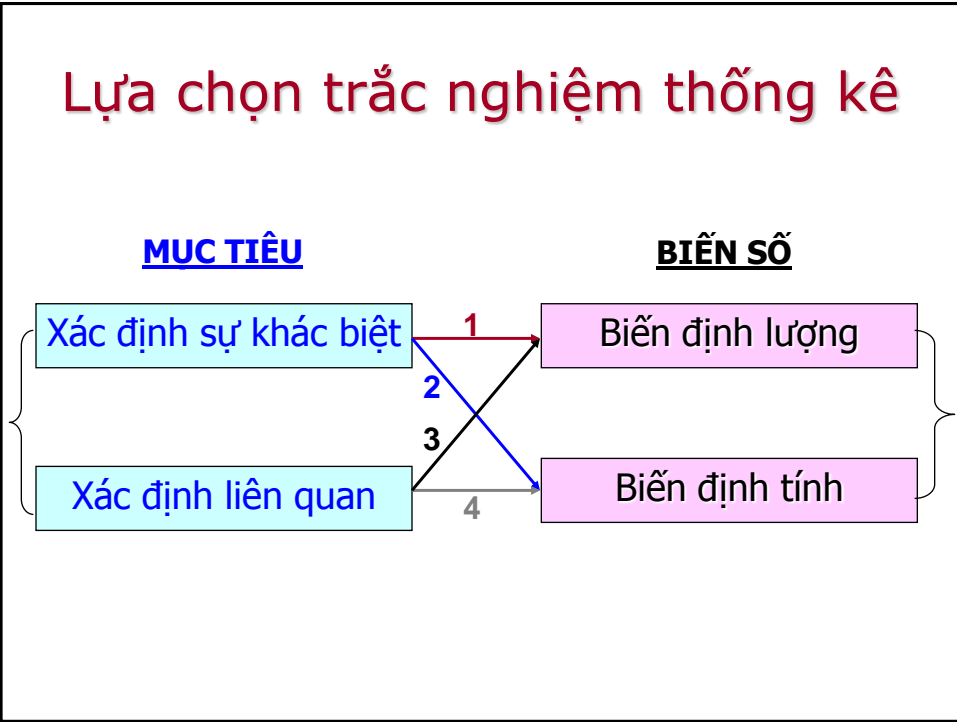 Lựa chọn trắc nghiệm thống kê
MỤC TIÊU
BIẾN SỐ
Xác định sự khác biệt
1
Biến định lượng
2
3
Xác định liên quan
4
Biến định tính